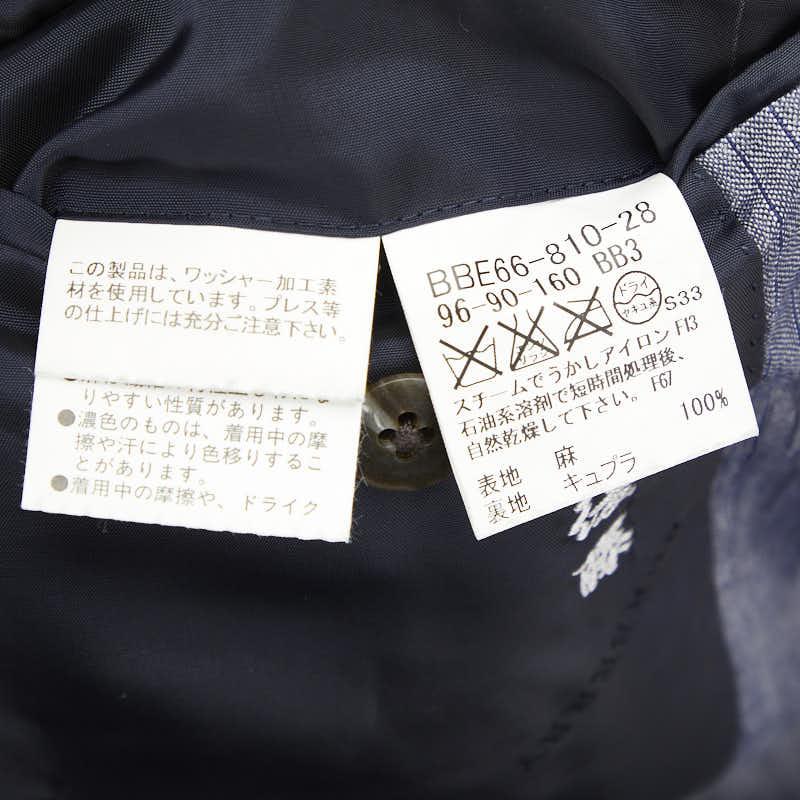 この製品は、ワッシャー加工素
材を使用しています。プレス等
の仕上げには充分ご注意下さい。
りやすい性質があります。
●濃色のものは、着用中の摩
擦や汗により色移りするこ
とがあります。
●着用中の摩擦や、ドライク
BBE66-810-28
96-90-160 BB3
ドライ
セキユ系
S33
スチームでうかしアイロン F13
石油系溶剤で短時間処理後、
自然乾燥して下さい。 F67
表地 麻 100%
裏地 キュプラ